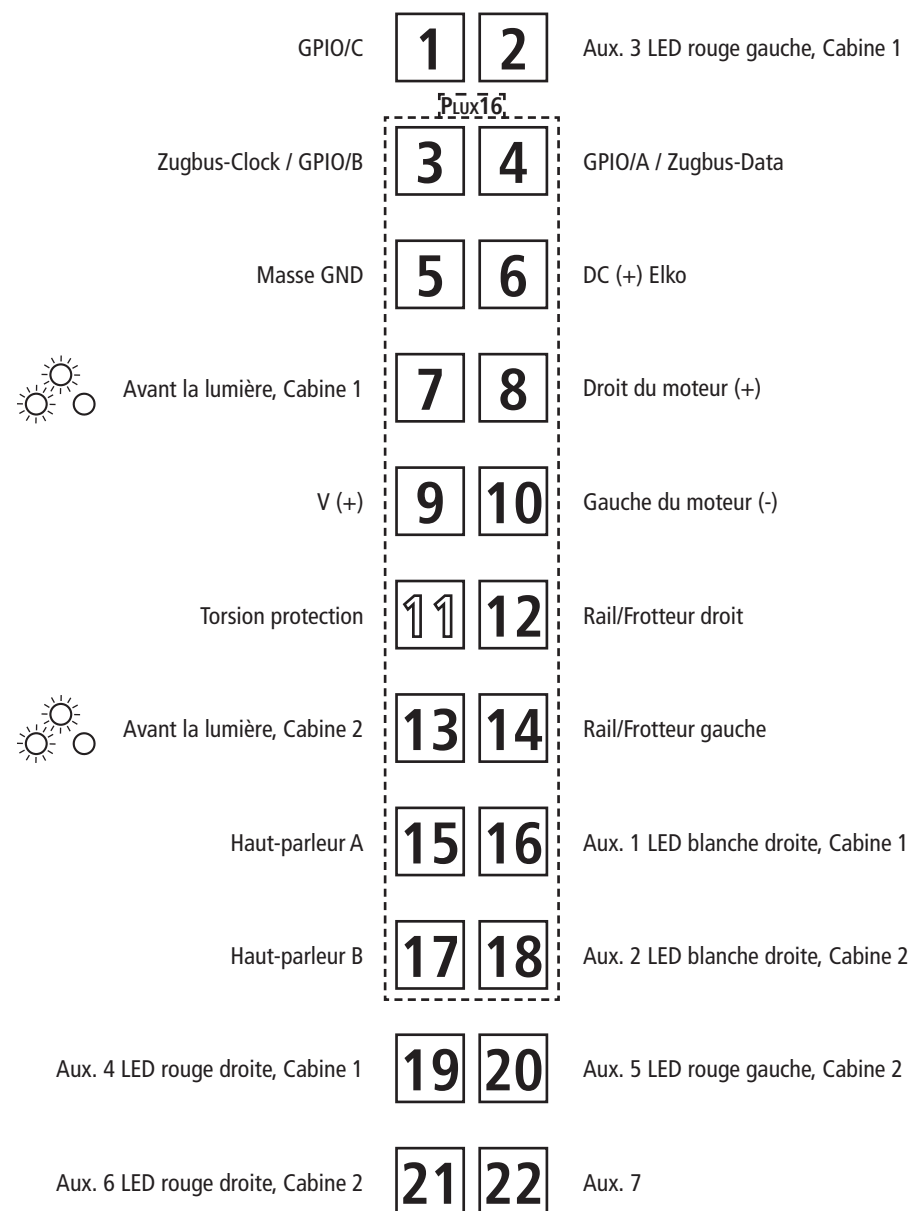 GPIO/C 1 2 Aux. 3 LED rouge gauche, Cabine 1
PLUX16
Zugbus-Clock / GPIO/B 3 4 GPIO/A / Zugbus-Data
Masse GND 5 6 DC (+) Elko
Avant la lumière, Cabine 1 7 8 Droit du moteur (+)
V (+) 9 10 Gauche du moteur (-)
Torsion protection 11 12 Rail/Frotteur droit
Avant la lumière, Cabine 2 13 14 Rail/Frotteur gauche
Haut-parleur A 15 16 Aux. 1 LED blanche droite, Cabine 1
Haut-parleur B 17 18 Aux. 2 LED blanche droite, Cabine 2
Aux. 4 LED rouge droite, Cabine 1 19 20 Aux. 5 LED rouge gauche, Cabine 2
Aux. 6 LED rouge droite, Cabine 2 21 22 Aux. 7